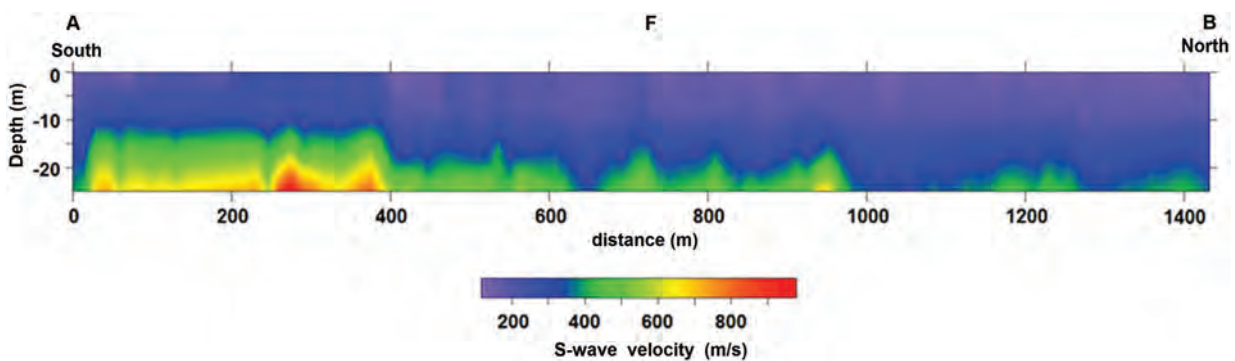 A F B
South North
0
-10
-20
Depth (m)
0 200 400 600 800 1000 1200 1400
distance (m)
200 400 600 800
S-wave velocity (m/s)